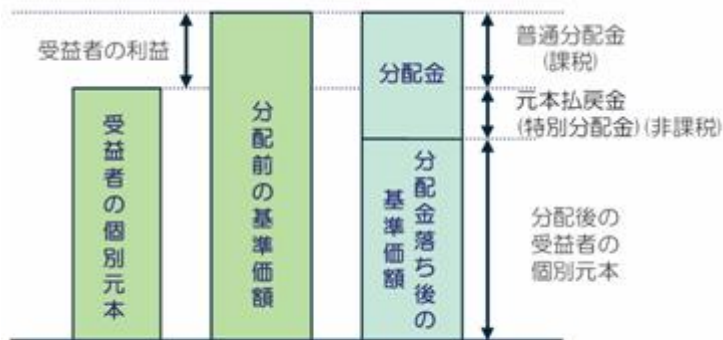 受益者の利益
受益者の個別元本
分配前の基準価額
分配金
分配金落ち後の
基準価額
普通分配金
(課税)
元本払戻金
(特別分配金)(非課税)
分配後の
受益者の
個別元本